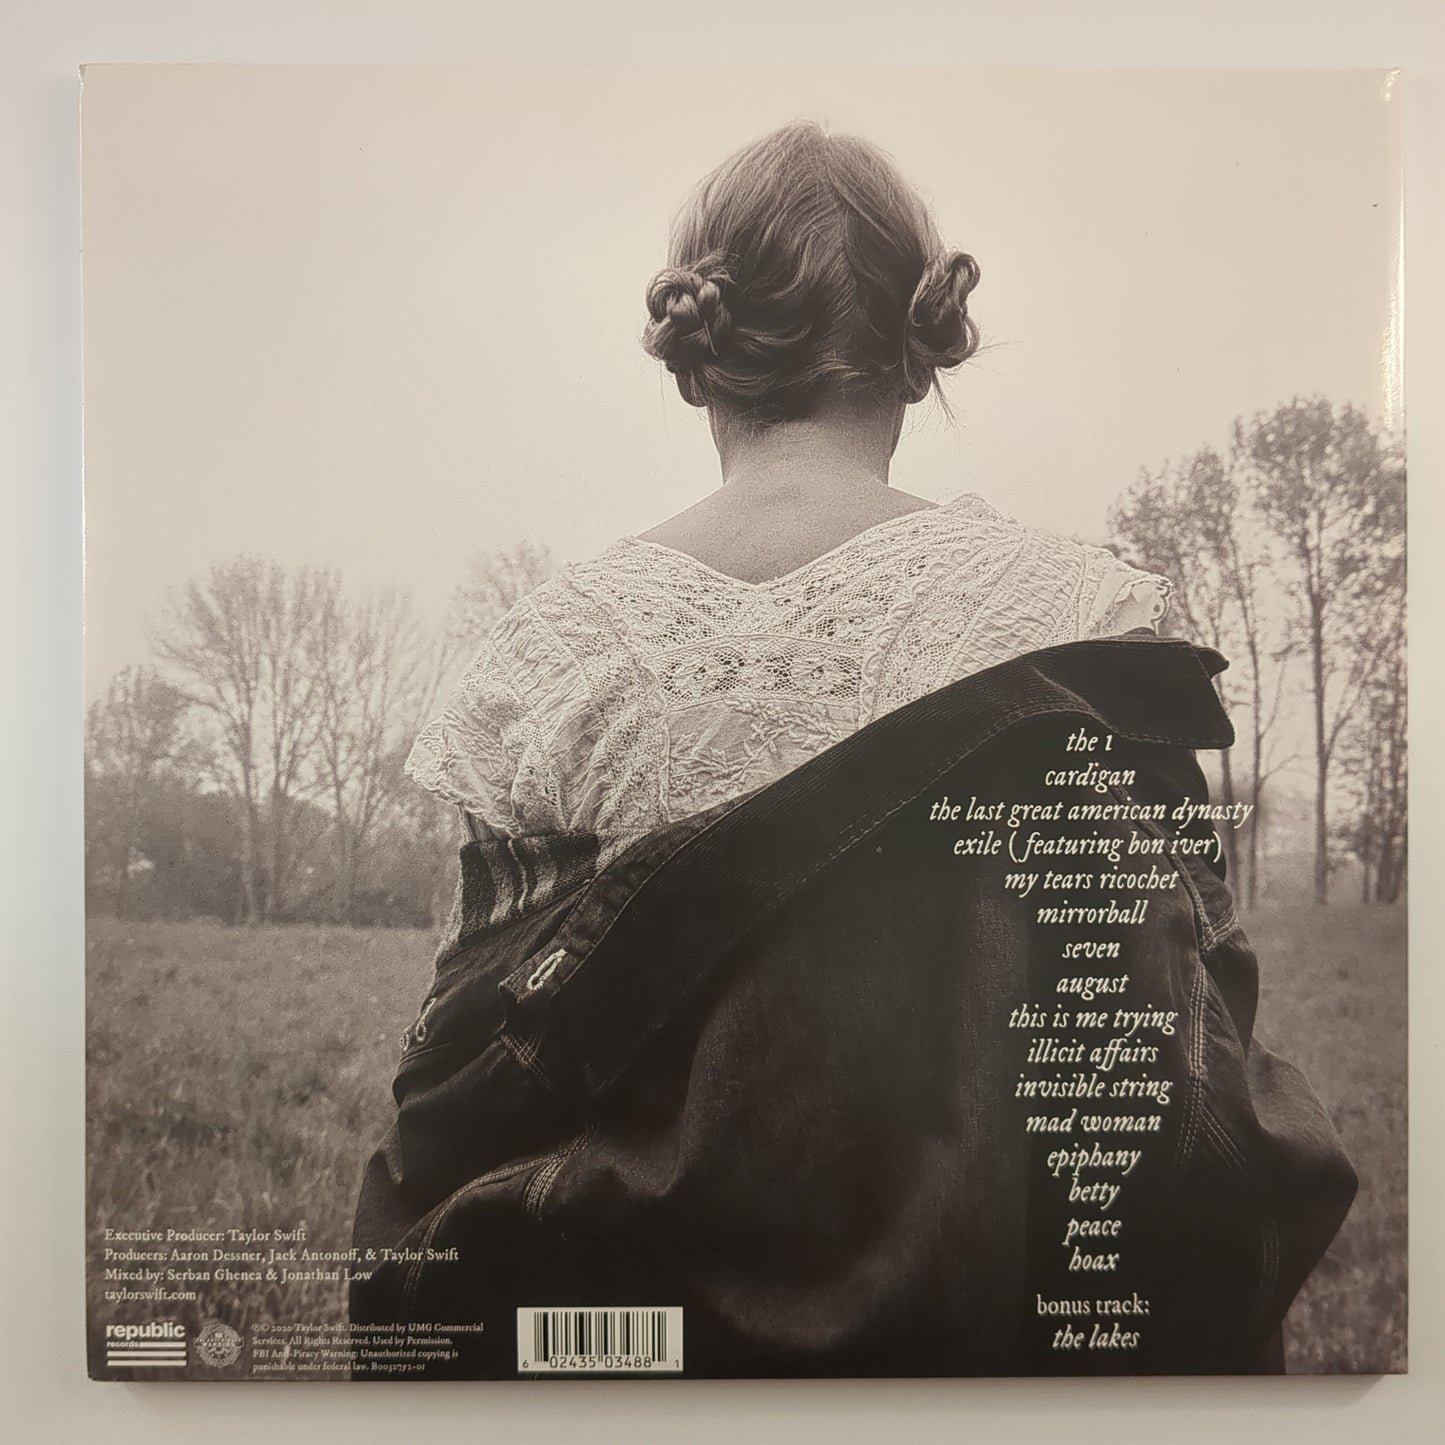 the 1
cardigan
the last great american dynasty
exile (featuring bon iver)
my tears ricochet
mirrorball
seven
august
this is me trying
illicit affairs
invisible string
mad woman
epiphany
betty
peace
hoax
bonus track:
the lakes
Executive Producer: Taylor Swift
Producers: Aaron Dessner, Jack Antonoff, & Taylor Swift
Mixed by: Serban Ghenea & Jonathan Low
taylorswift.com
republic
records
℗© 2020 Taylor Swift. Distributed by UMG Commercial
Services. All Rights Reserved. Used by Permission.
FBI Anti-Piracy Warning: Unauthorized copying is
punishable under federal law. B0032752-01
6 02435 03488 1